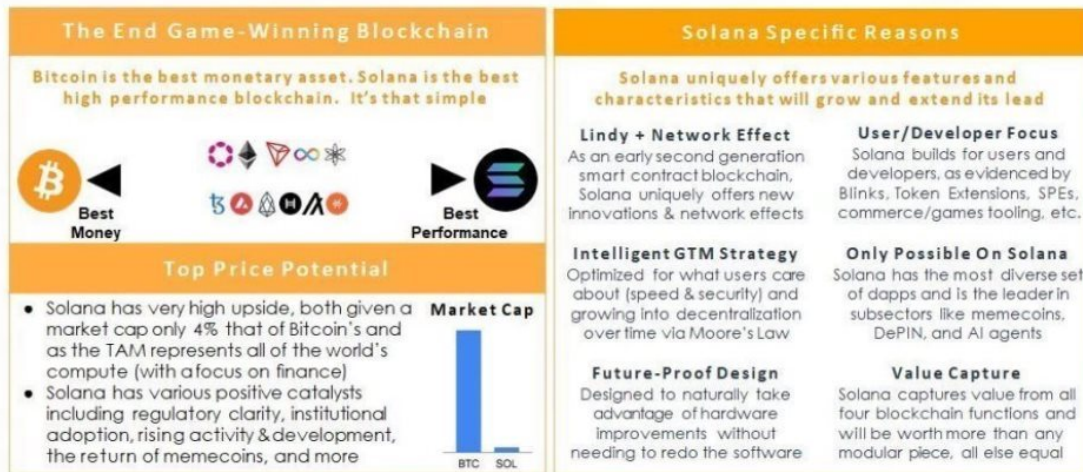 The End Game-Winning Blockchain
Bitcoin is the best monetary asset. Solana is the best
high performance blockchain. It's that simple
Best
Money
Best
Performance
Top Price Potential
● Solana has very high upside, both given a
market cap only 4% that of Bitcoin's and
as the TAM represents all of the world's
compute (with a focus on finance)
● Solana has various positive catalysts
including regulatory clarity, institutional
adoption, rising activity & development,
the return of memecoins, and more
Market Cap
BTC SOL
Solana Specific Reasons
Solana uniquely offers various features and
characteristics that will grow and extend its lead
Lindy + Network Effect
As an early second generation
smart contract blockchain,
Solana uniquely offers new
innovations & network effects
User/Developer Focus
Solana builds for users and
developers, as evidenced by
Blinks, Token Extensions, SPEs,
commerce/games tooling, etc.
Intelligent GTM Strategy
Optimized for what users care
about (speed & security) and
growing into decentralization
over time via Moore's Law
Only Possible On Solana
Solana has the most diverse set
of dapps and is the leader in
subsectors like memecoins,
DePIN, and AI agents
Future-Proof Design
Designed to naturally take
advantage of hardware
improvements without
needing to redo the software
Value Capture
Solana captures value from all
four blockchain functions and
will be worth more than any
modular piece, all else equal